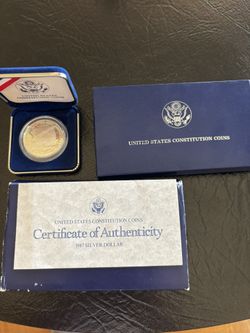 UNITED STATES CONSTITUTION COINS
UNITED STATES CONSTITUTION COINS
Certificate of Authenticity
1987 SILVER DOLLAR